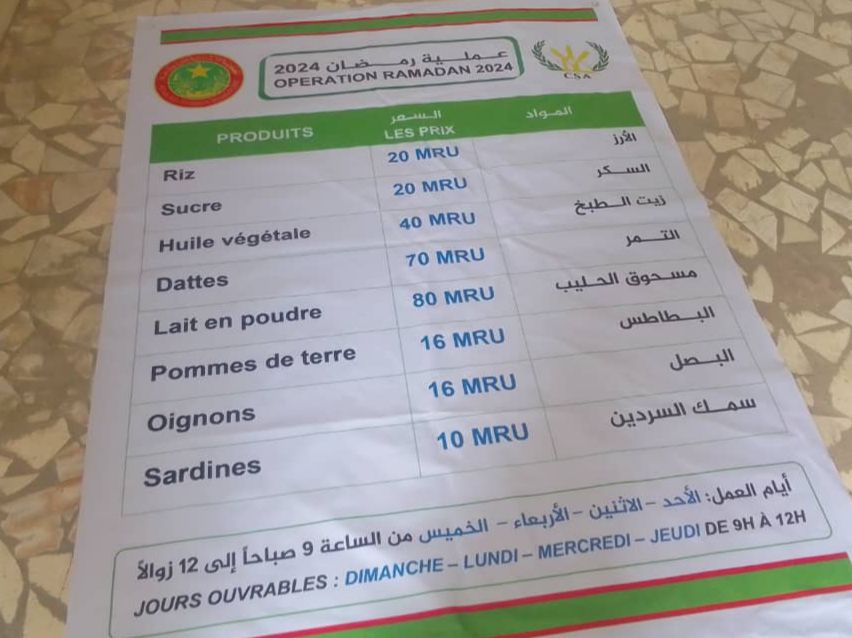 عملية رمضان 2024
OPERATION RAMADAN 2024
CSA
PRODUITS السعر LES PRIX المواد
Riz 20 MRU الأرز
Sucre 20 MRU السكر
Huile végétale 40 MRU زيت الطبخ
Dattes 70 MRU التمر
Lait en poudre 80 MRU مسحوق الحليب
Pommes de terre 16 MRU البطاطس
Oignons 16 MRU البصل
Sardines 10 MRU سمك السردين
أيام العمل: الأحد - الاثنين - الأربعاء - الخميس من الساعة 9 صباحاً إلى 12 زوالاً
JOURS OUVRABLES : DIMANCHE – LUNDI – MERCREDI – JEUDI DE 9H À 12H